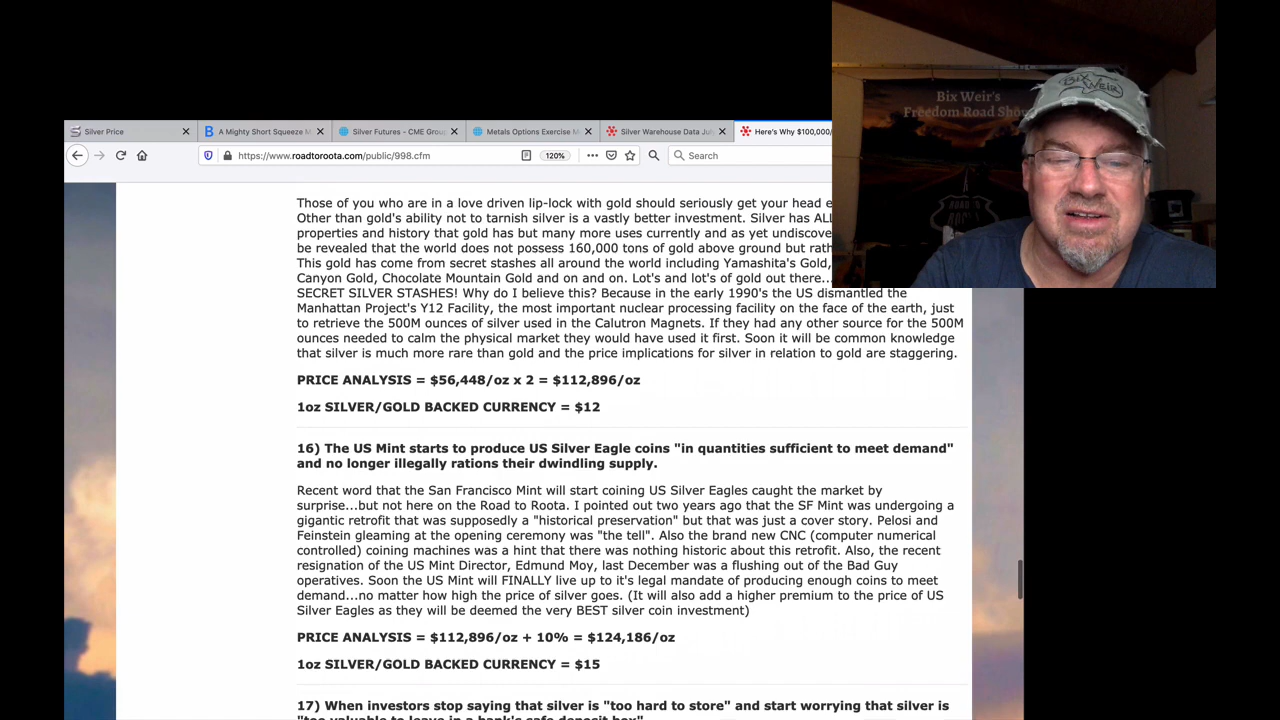 Bix Weir's
Freedom Road Show
BIX WEIR
ROAD TO
ROOTA
Silver Price
A Mighty Short Squeeze M
Silver Futures - CME Grou
Metals Options Exercise M
Silver Warehouse Data Jul
Here's Why $100,000/
https://www.roadtoroota.com/public/998.cfm
120%
Search
Those of you who are in a love driven lip-lock with gold should seriously get your head e
Other than gold's ability not to tarnish silver is a vastly better investment. Silver has ALL
properties and history that gold has but many more uses currently and as yet undiscove
be revealed that the world does not possess 160,000 tons of gold above ground but rath
This gold has come from secret stashes all around the world including Yamashita's Gold,
Canyon Gold, Chocolate Mountain Gold and on and on. Lot's and lot's of gold out there...
SECRET SILVER STASHES! Why do I believe this? Because in the early 1990's the US dismantled the
Manhattan Project's Y12 Facility, the most important nuclear processing facility on the face of the earth, just
to retrieve the 500M ounces of silver used in the Calutron Magnets. If they had any other source for the 500M
ounces needed to calm the physical market they would have used it first. Soon it will be common knowledge
that silver is much more rare than gold and the price implications for silver in relation to gold are staggering.
PRICE ANALYSIS = $56,448/oz x 2 = $112,896/oz
1oz SILVER/GOLD BACKED CURRENCY = $12
16) The US Mint starts to produce US Silver Eagle coins "in quantities sufficient to meet demand"
and no longer illegally rations their dwindling supply.
Recent word that the San Francisco Mint will start coining US Silver Eagles caught the market by
surprise...but not here on the Road to Roota. I pointed out two years ago that the SF Mint was undergoing a
gigantic retrofit that was supposedly a "historical preservation" but that was just a cover story. Pelosi and
Feinstein gleaming at the opening ceremony was "the tell". Also the brand new CNC (computer numerical
controlled) coining machines was a hint that there was nothing historic about this retrofit. Also, the recent
resignation of the US Mint Director, Edmund Moy, last December was a flushing out of the Bad Guy
operatives. Soon the US Mint will FINALLY live up to it's legal mandate of producing enough coins to meet
demand...no matter how high the price of silver goes. (It will also add a higher premium to the price of US
Silver Eagles as they will be deemed the very BEST silver coin investment)
PRICE ANALYSIS = $112,896/oz + 10% = $124,186/oz
1oz SILVER/GOLD BACKED CURRENCY = $15
17) When investors stop saying that silver is "too hard to store" and start worrying that silver is
"too valuable to leave in a bank's safe deposit box"